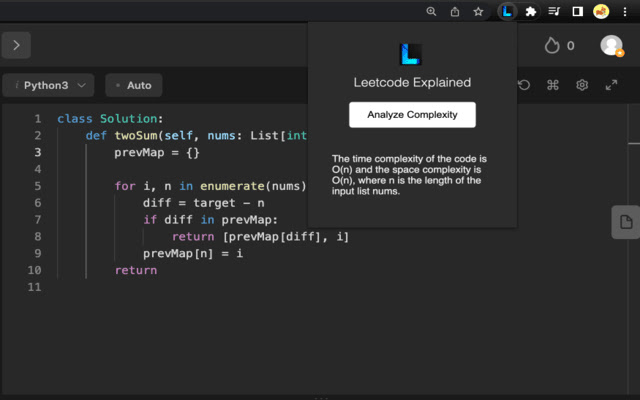 0
Python3
Auto
Leetcode Explained
Analyze Complexity
The time complexity of the code is
O(n) and the space complexity is
O(n), where n is the length of the
input list nums.
1 class Solution:
2 def twoSum(self, nums: List[int
3 prevMap = {}
4
5 for i, n in enumerate(nums)
6 diff = target - n
7 if diff in prevMap:
8 return [prevMap[diff], i]
9 prevMap[n] = i
10 return
11